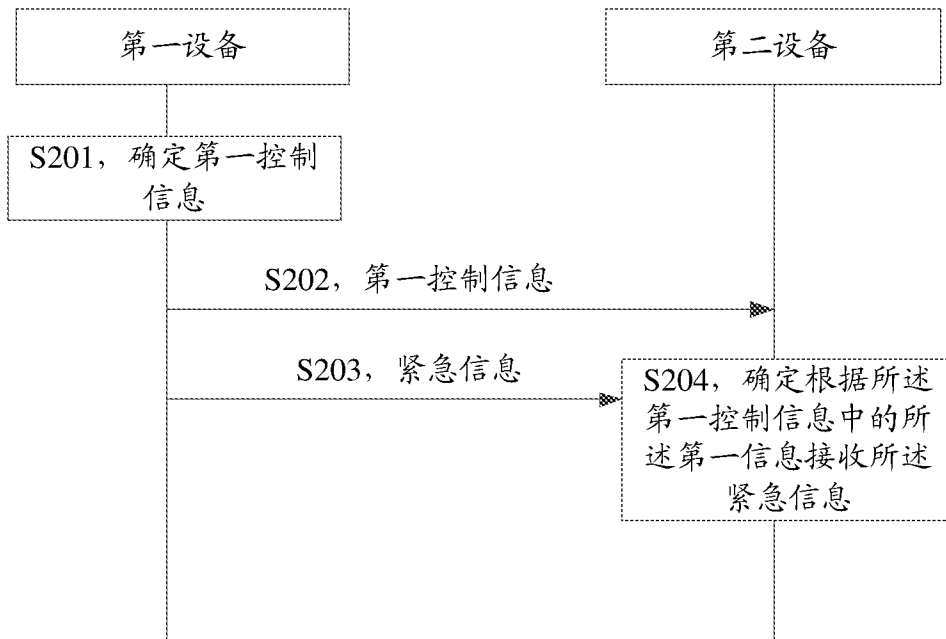 第一设备
第二设备
S201，确定第一控制
信息
S202，第一控制信息
S203，紧急信息
S204，确定根据所述
第一控制信息中的所
述第一信息接收所述
紧急信息